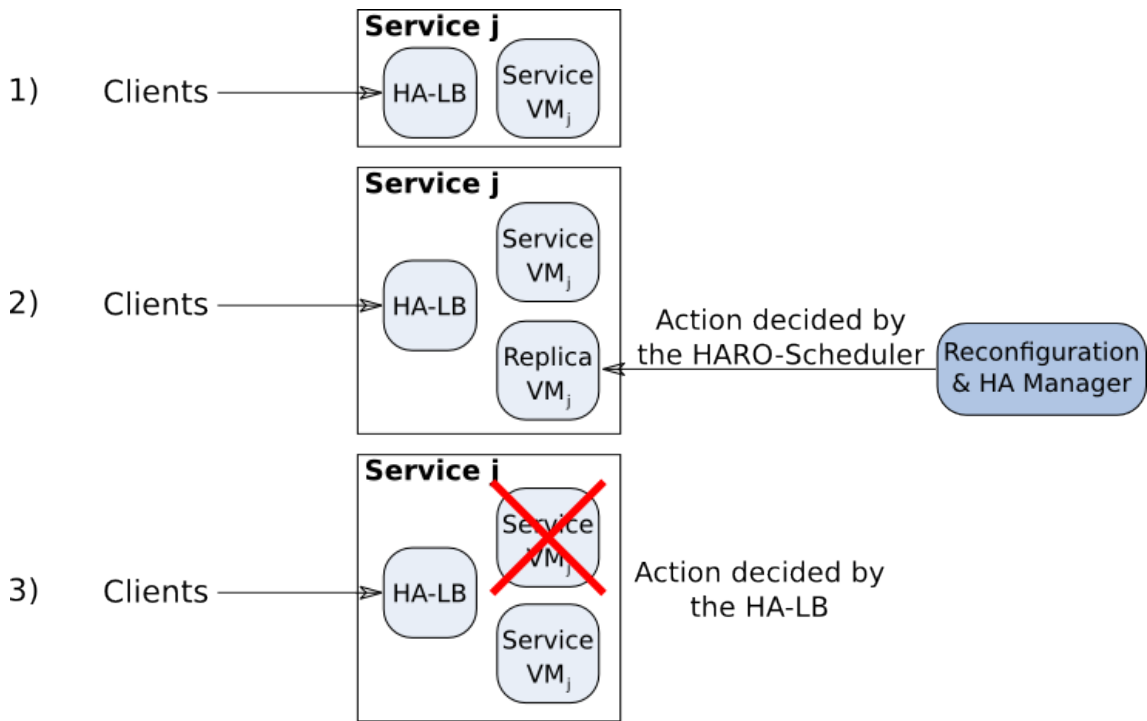 Service j
1)
Clients
HA-LB
Service
VMj
Service j
2)
Clients
HA-LB
Service
VMj
Replica
VMj
Action decided by
the HARO-Scheduler
Reconfiguration
& HA Manager
Service j
3)
Clients
HA-LB
Service
VMj
Service
VMj
Action decided by
the HA-LB